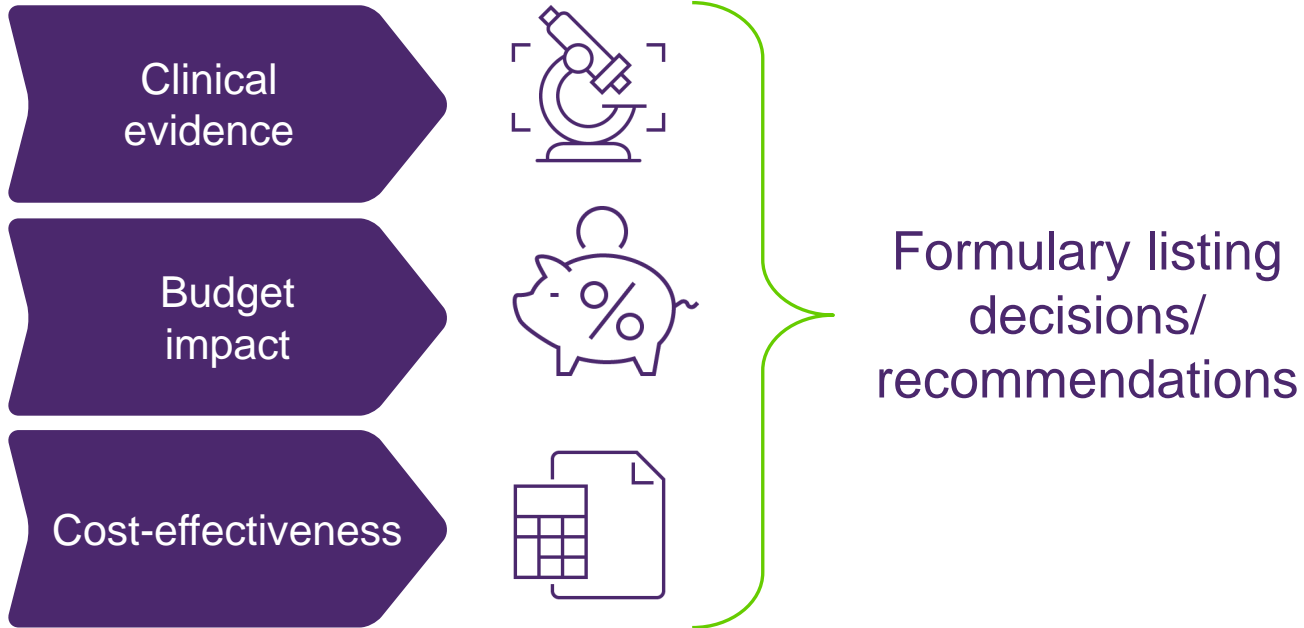 Clinical
evidence
Budget
impact
Cost-effectiveness
Formulary listing
decisions/
recommendations